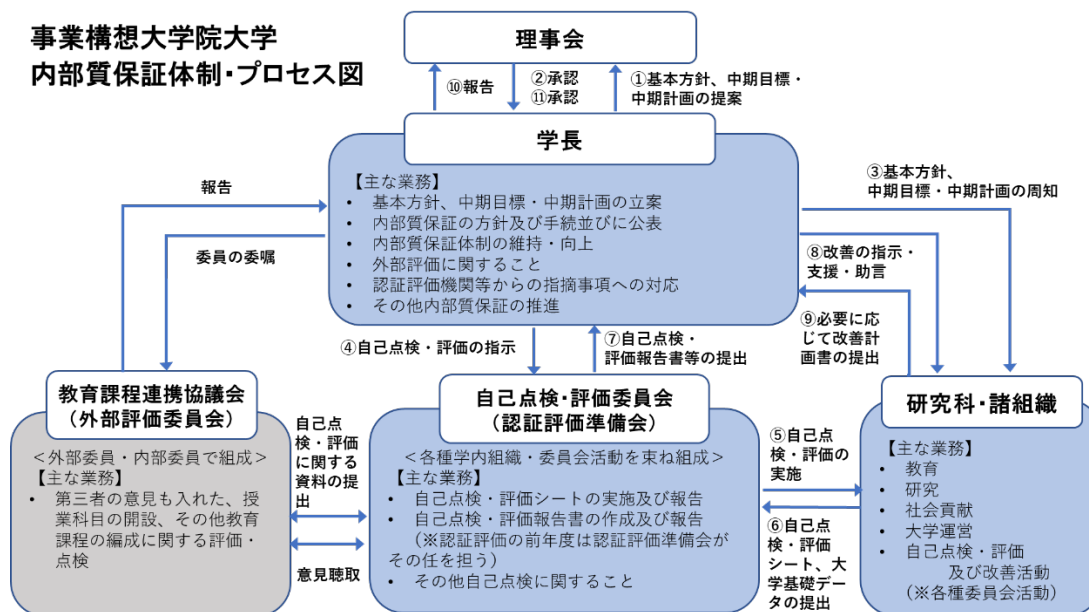 事業構想大学院大学
内部質保証体制・プロセス図
理事会
⑩報告
②承認
⑪承認
①基本方針、中期目標・
中期計画の提案
学長
【主な業務】
• 基本方針、中期目標・中期計画の立案
• 内部質保証の方針及び手続並びに公表
• 内部質保証体制の維持・向上
• 外部評価に関すること
• 認証評価機関等からの指摘事項への対応
• その他内部質保証の推進
報告
委員の委嘱
③基本方針、
中期目標・中期計画の周知
⑧改善の指示・
支援・助言
⑨必要に応
じて改善計
画書の提出
④自己点検・評価の指示
⑦自己点検・
評価報告書等の提出
教育課程連携協議会
（外部評価委員会）
＜外部委員・内部委員で組成＞
【主な業務】
• 第三者の意見も入れた、授
業科目の開設、その他教育
課程の編成に関する評価・
点検
自己点
検・評価
に関する
資料の提
出
意見聴取
自己点検・評価委員会
（認証評価準備会）
＜各種学内組織・委員会活動を束ね組成＞
【主な業務】
• 自己点検・評価シートの実施及び報告
• 自己点検・評価報告書の作成及び報告
（※認証評価の前年度は認証評価準備会が
その任を担う）
• その他自己点検に関すること
⑤自己点
検・評価の
実施
⑥自己点
検・評価
シート、大
学基礎デー
タの提出
研究科・諸組織
【主な業務】
• 教育
• 研究
• 社会貢献
• 大学運営
• 自己点検・評価
及び改善活動
（※各種委員会活動）